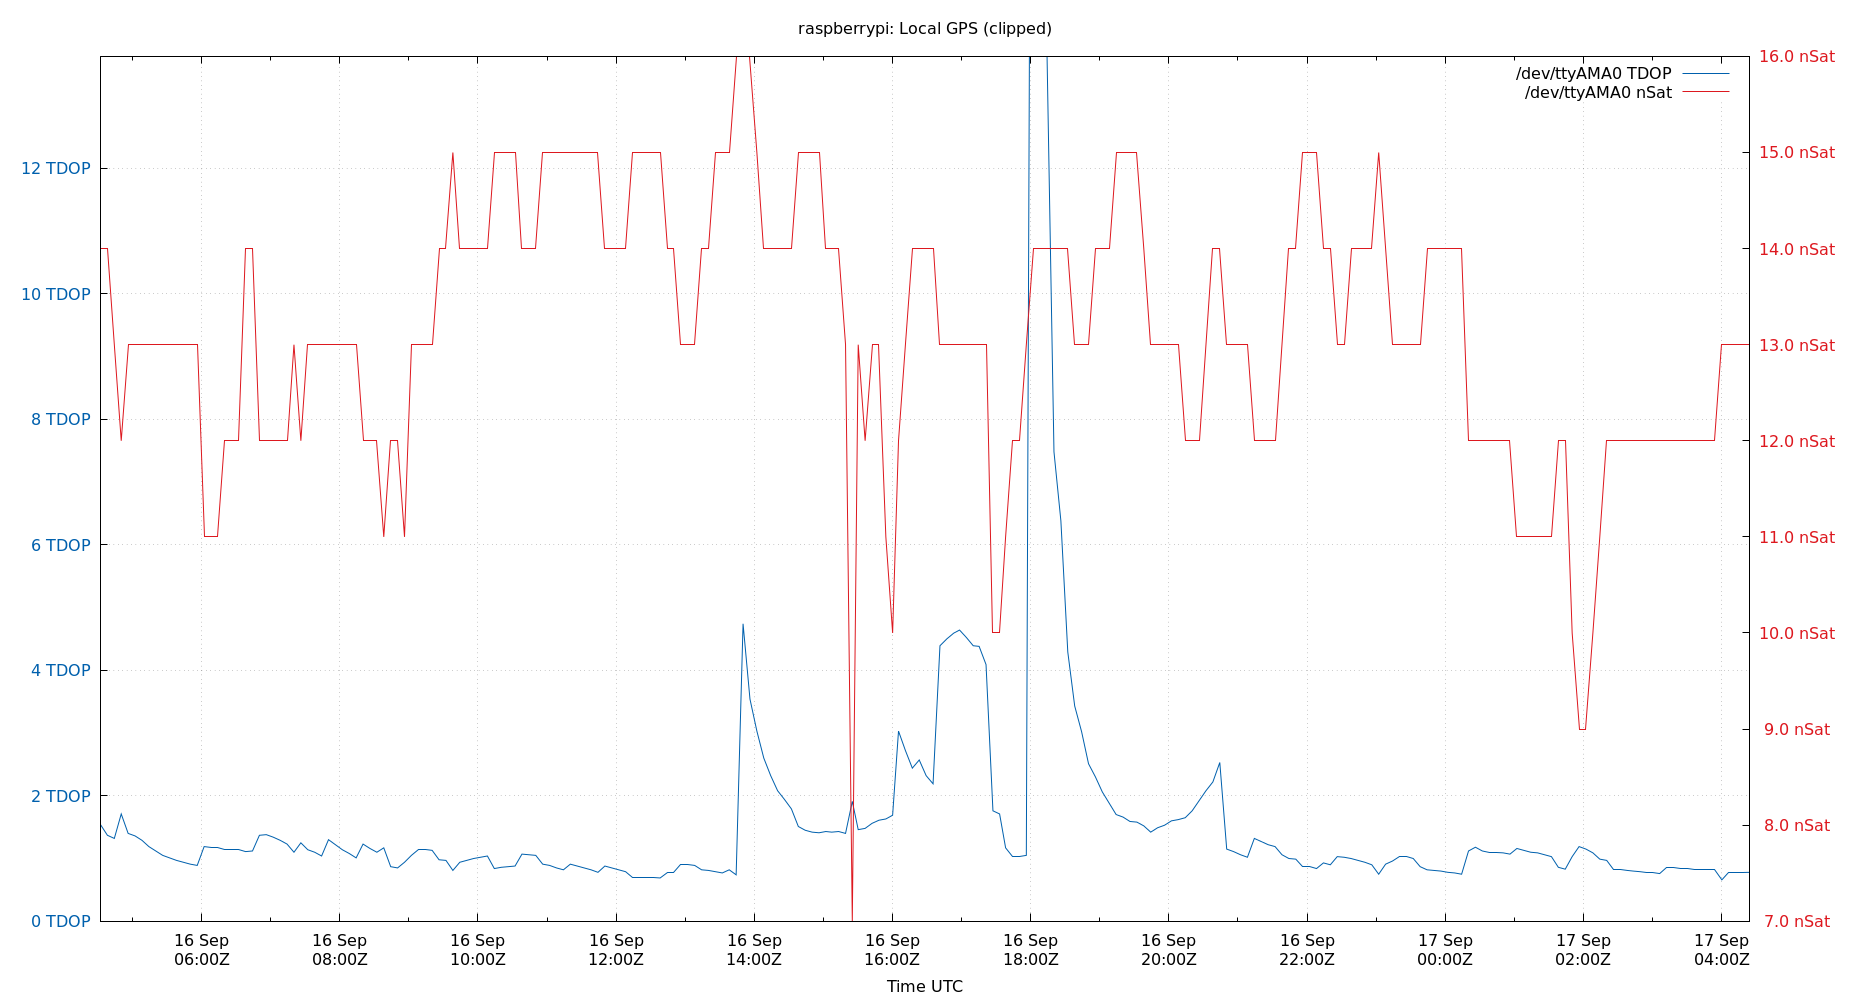 raspberrypi: Local GPS (clipped)
/dev/ttyAMA0 TDOP
/dev/ttyAMA0 nSat
12 TDOP
10 TDOP
8 TDOP
6 TDOP
4 TDOP
2 TDOP
0 TDOP
16.0 nSat
15.0 nSat
14.0 nSat
13.0 nSat
12.0 nSat
11.0 nSat
10.0 nSat
9.0 nSat
8.0 nSat
7.0 nSat
16 Sep
06:00Z
16 Sep
08:00Z
16 Sep
10:00Z
16 Sep
12:00Z
16 Sep
14:00Z
16 Sep
16:00Z
16 Sep
18:00Z
16 Sep
20:00Z
16 Sep
22:00Z
17 Sep
00:00Z
17 Sep
02:00Z
17 Sep
04:00Z
Time UTC